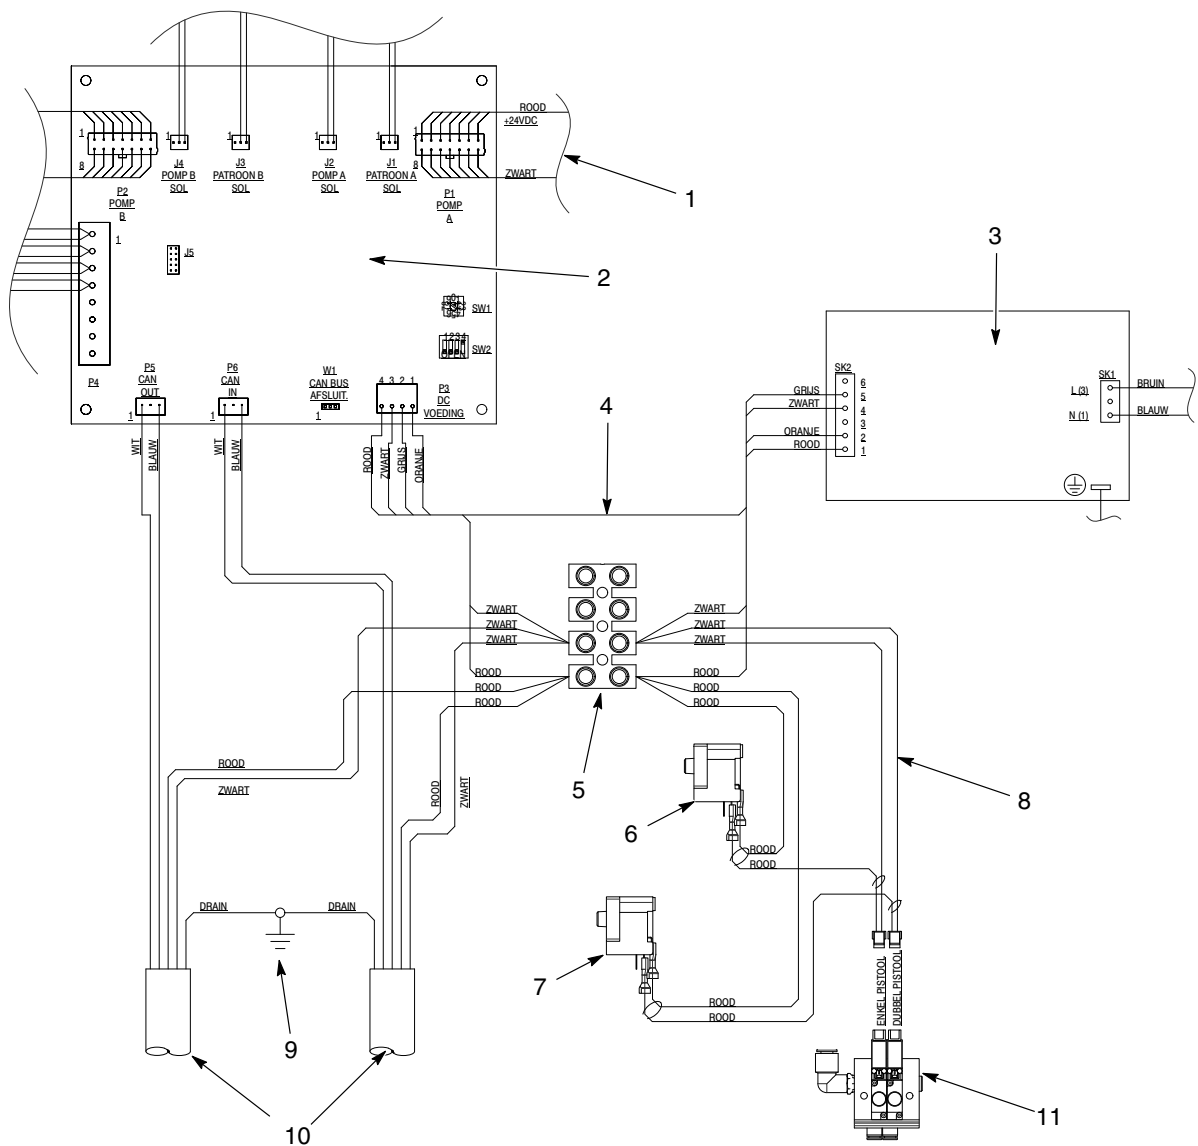 ROOD
+24VDC
1
1
1
1
1
1
8
J4
POMP B
SOL
J3
PATROON B
SOL
J2
POMP A
SOL
J1
PATROON A
SOL
8
ZWART
P2
POMP
B
P1
POMP
A
1
1
J5
2
3
SW1
1234
OPEN
SW2
P4
P5
CAN
OUT
1
P6
CAN
IN
1
W1
CAN BUS
AFSLUIT.
1
4 3 2 1
P3
DC
VOEDING
WIT
BLAUW
WIT
BLAUW
ROOD
ZWART
GRIJS
ORANJE
4
SK2
6
GRIJS
5
ZWART
4
3
ORANJE
2
ROOD
1
SK1
L (3)
BRUIN
N (1)
BLAUW
ZWART
ZWART
ZWART
ZWART
ZWART
ZWART
ROOD
ROOD
ROOD
ROOD
ROOD
ROOD
5
ROOD
ZWART
ROOD
ZWART
6
8
ROOD
ROOD
DRAIN
DRAIN
9
7
ROOD
ROOD
ENKEL PISTOOL
DUBBEL PISTOOL
10
11